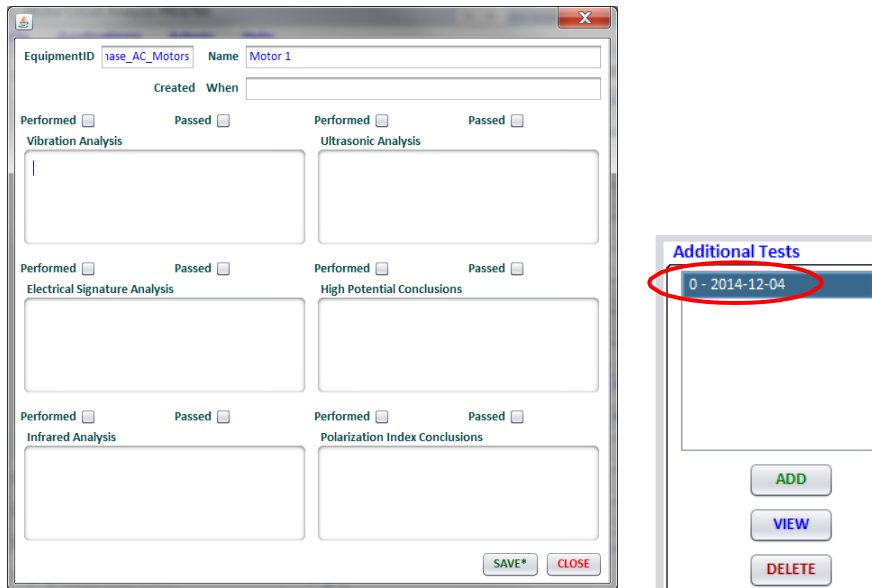 EquipmentID hase_AC_Motors Name Motor 1
Created When
Performed Passed Performed Passed
Vibration Analysis Ultrasonic Analysis
Performed Passed Performed Passed
Electrical Signature Analysis High Potential Conclusions
Performed Passed Performed Passed
Infrared Analysis Polarization Index Conclusions
SAVE* CLOSE
Additional Tests
0 - 2014-12-04
ADD
VIEW
DELETE